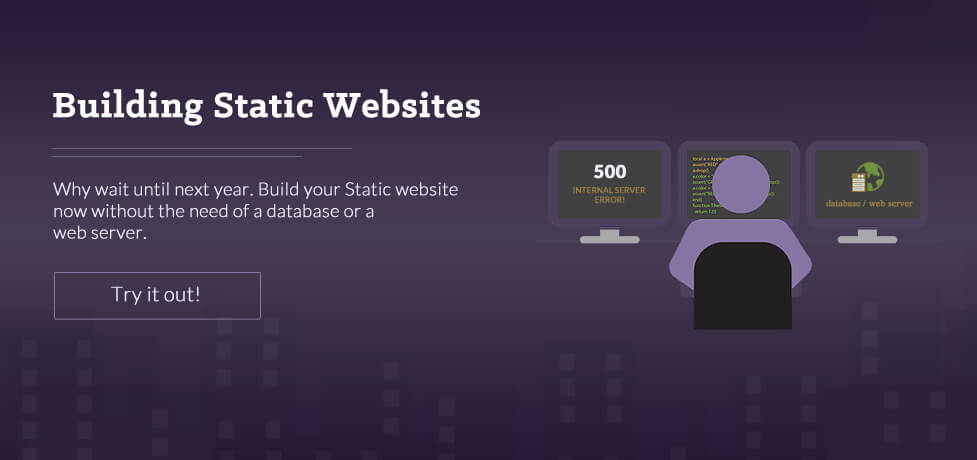 Building Static Websites
Why wait until next year. Build your Static website
now without the need of a database or a
web server.
Try it out!
500
INTERNAL SERVER
ERROR!
database / web server